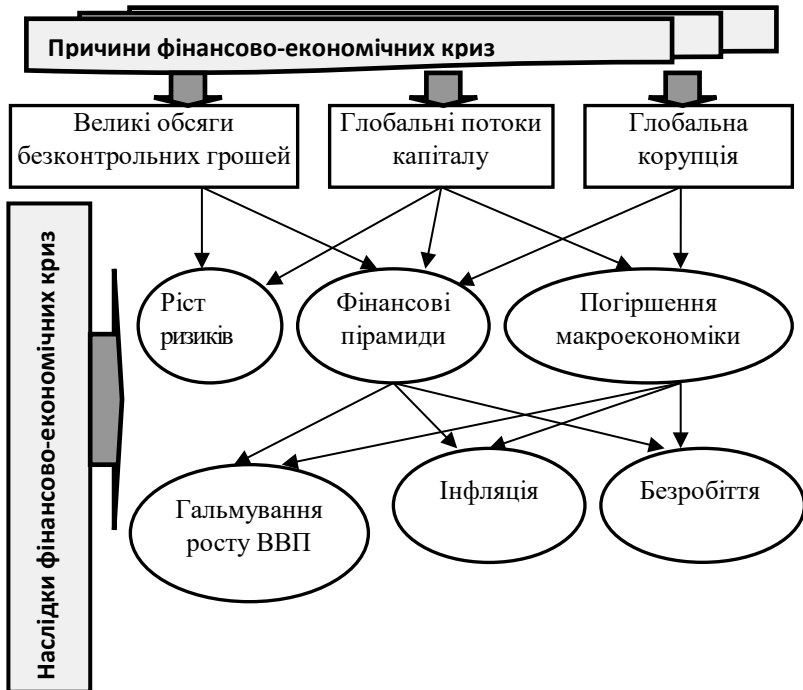 Причини фінансово-економічних криз
Великі обсяги
безконтрольних грошей
Глобальні потоки
капіталу
Глобальна
корупція
Наслідки фінансово-економічних криз
Ріст
ризиків
Фінансові
піраміди
Погіршення
макроекономіки
Гальмування
росту ВВП
Інфляція
Безробіття